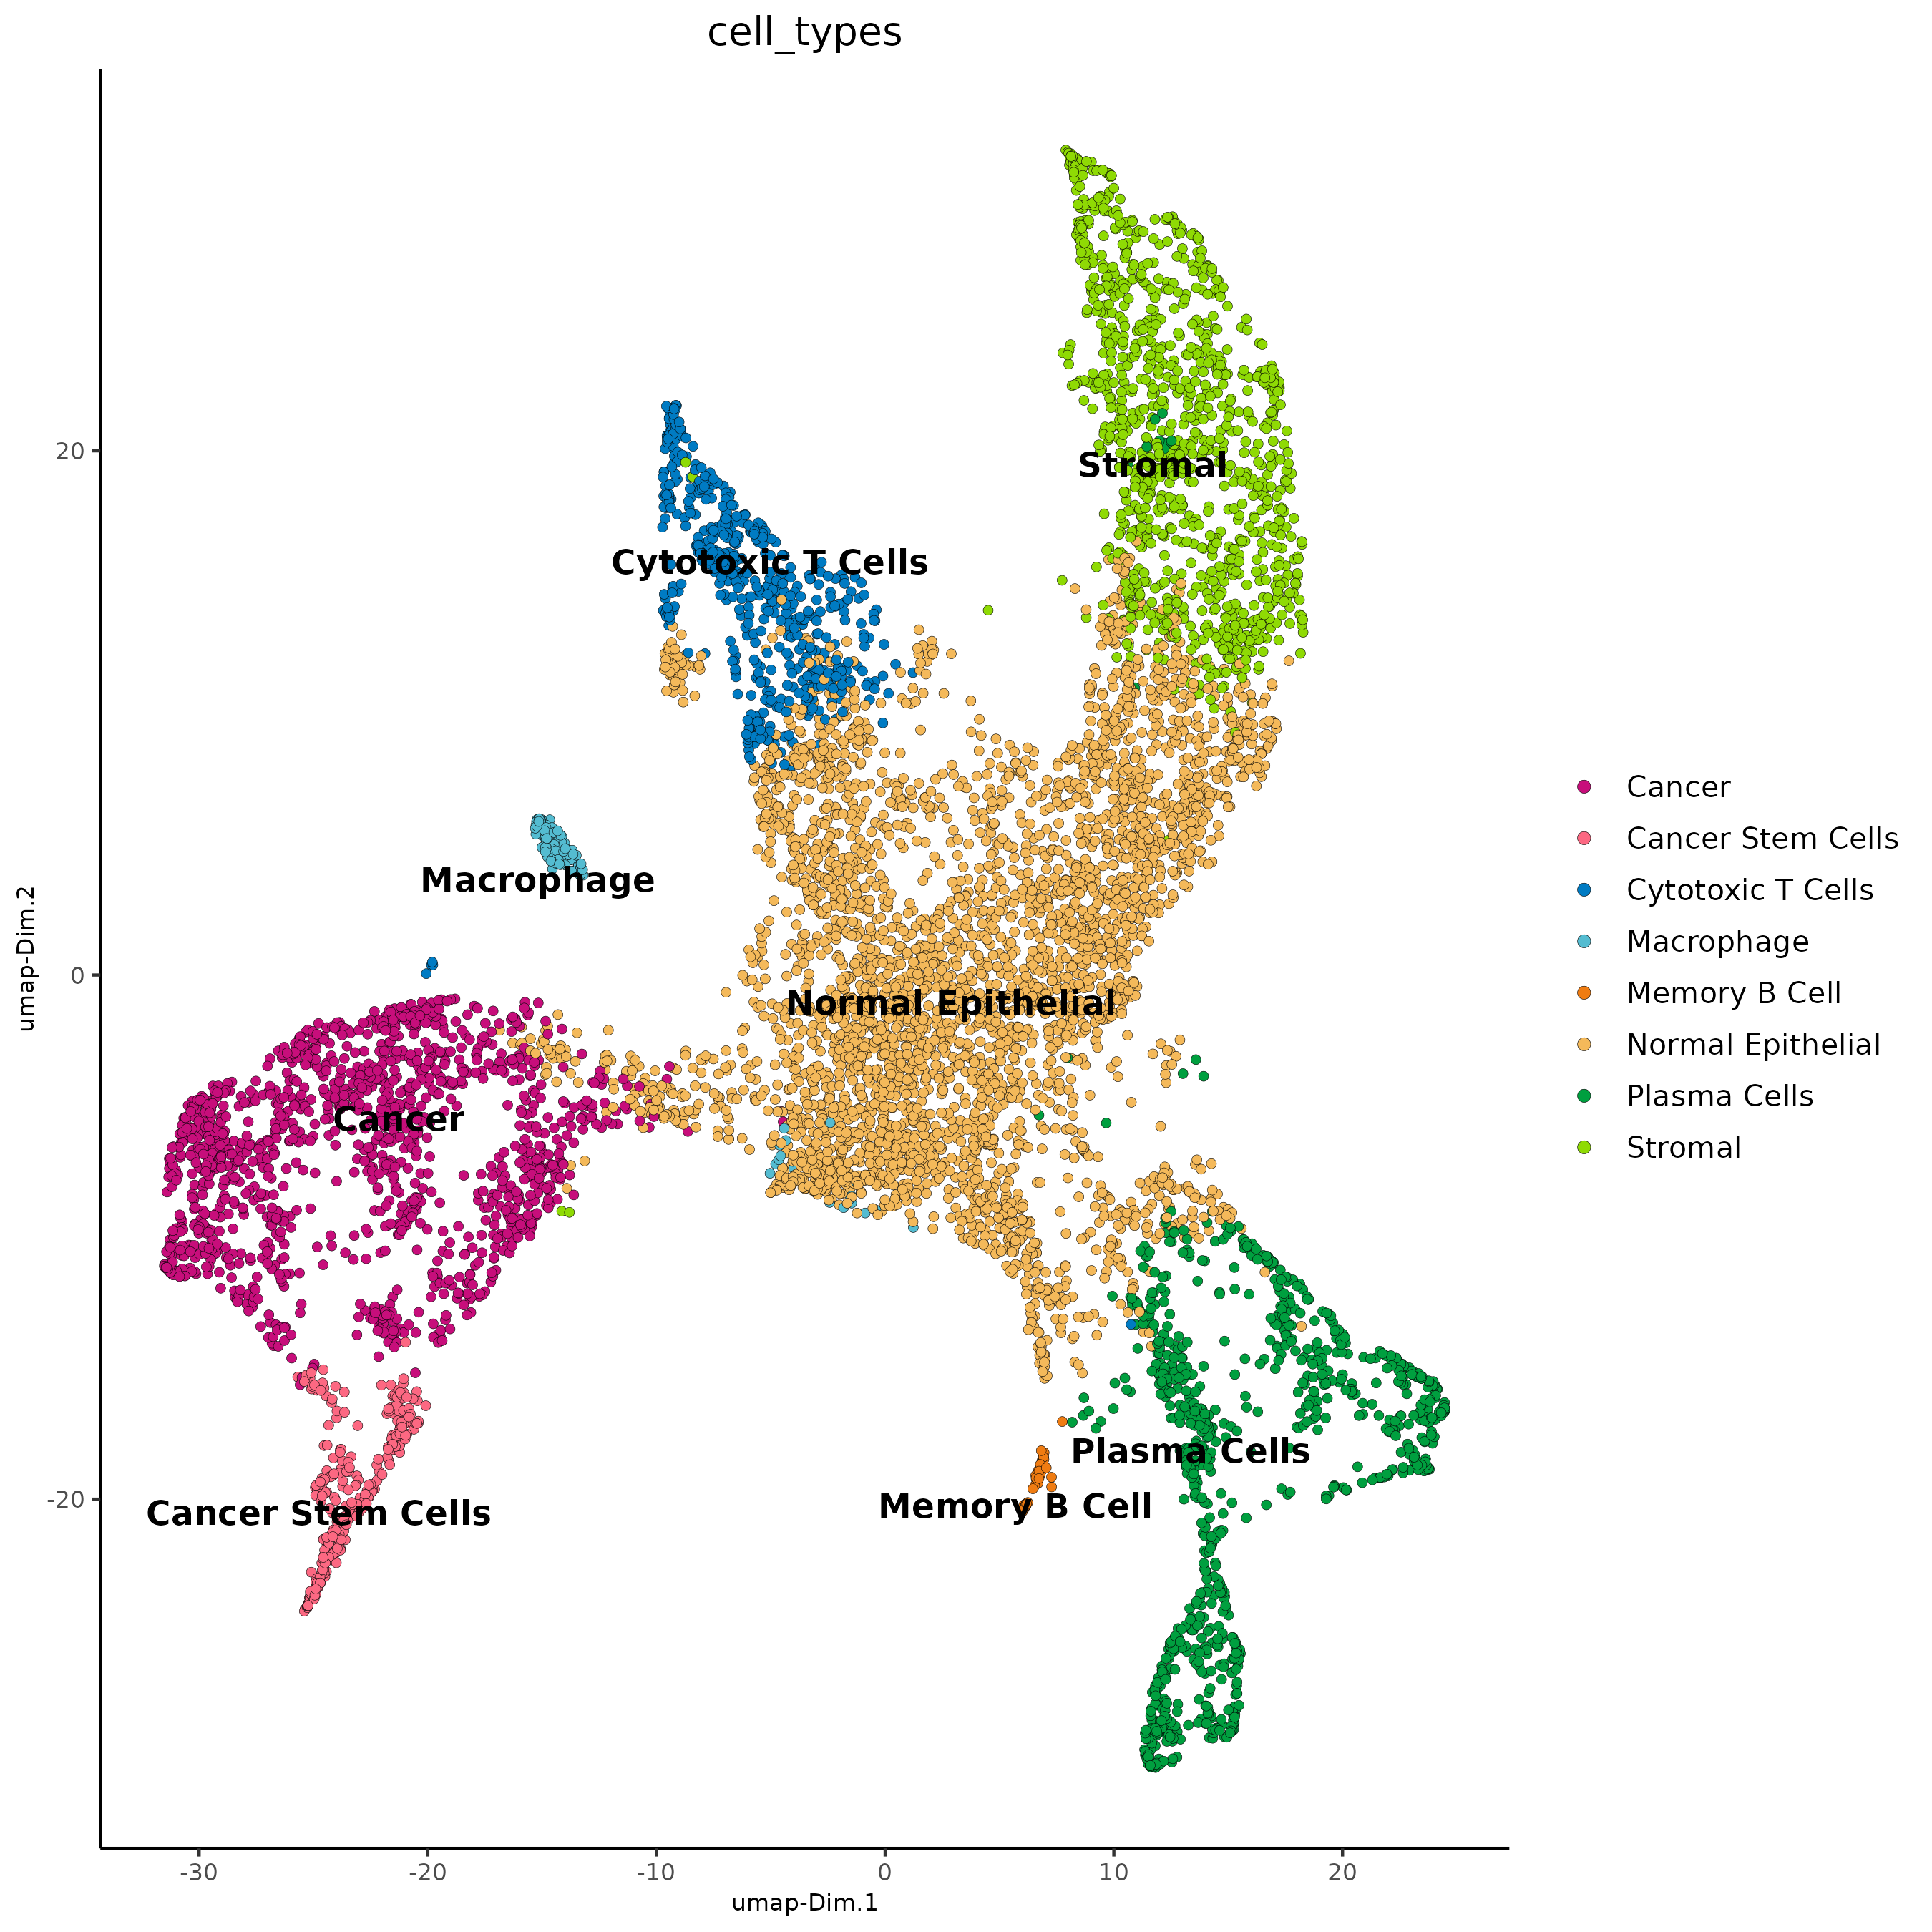 cell_types
Stromal
Cytotoxic T Cells
Macrophage
Normal Epithelial
Cancer
Plasma Cells
Memory B Cell
Cancer Stem Cells
20
0
-20
umap-Dim.2
-30
-20
-10
0
10
20
umap-Dim.1
Cancer
Cancer Stem Cells
Cytotoxic T Cells
Macrophage
Memory B Cell
Normal Epithelial
Plasma Cells
Stromal